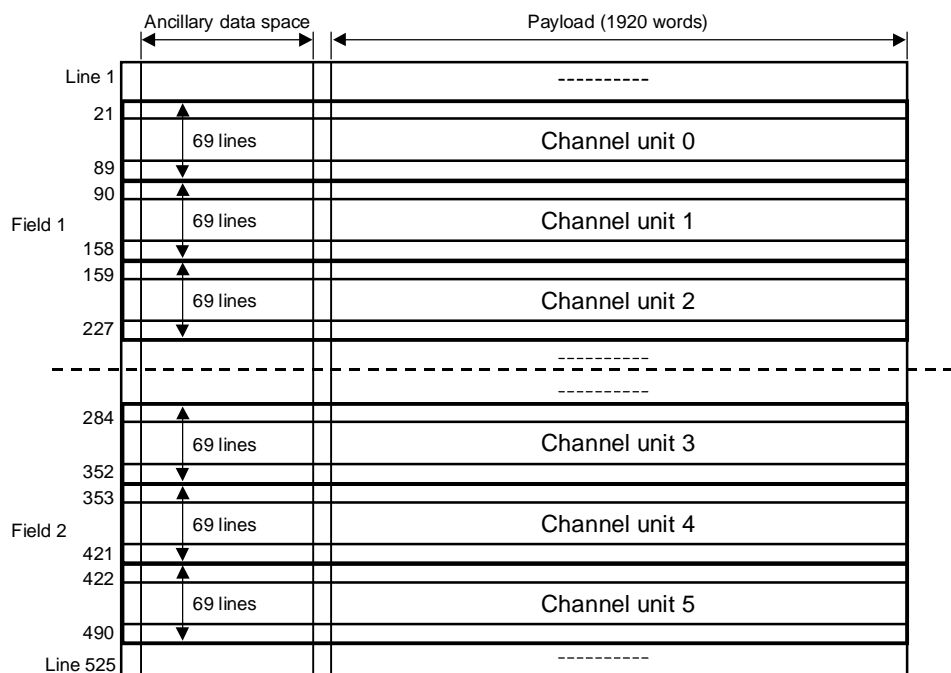 Ancillary data space
Payload (1920 words)
Line 1
----------
21
69 lines
Channel unit 0
89
90
Field 1
69 lines
Channel unit 1
158
159
69 lines
Channel unit 2
227
----------
----------
284
69 lines
Channel unit 3
352
353
Field 2
69 lines
Channel unit 4
421
422
69 lines
Channel unit 5
490
Line 525
----------